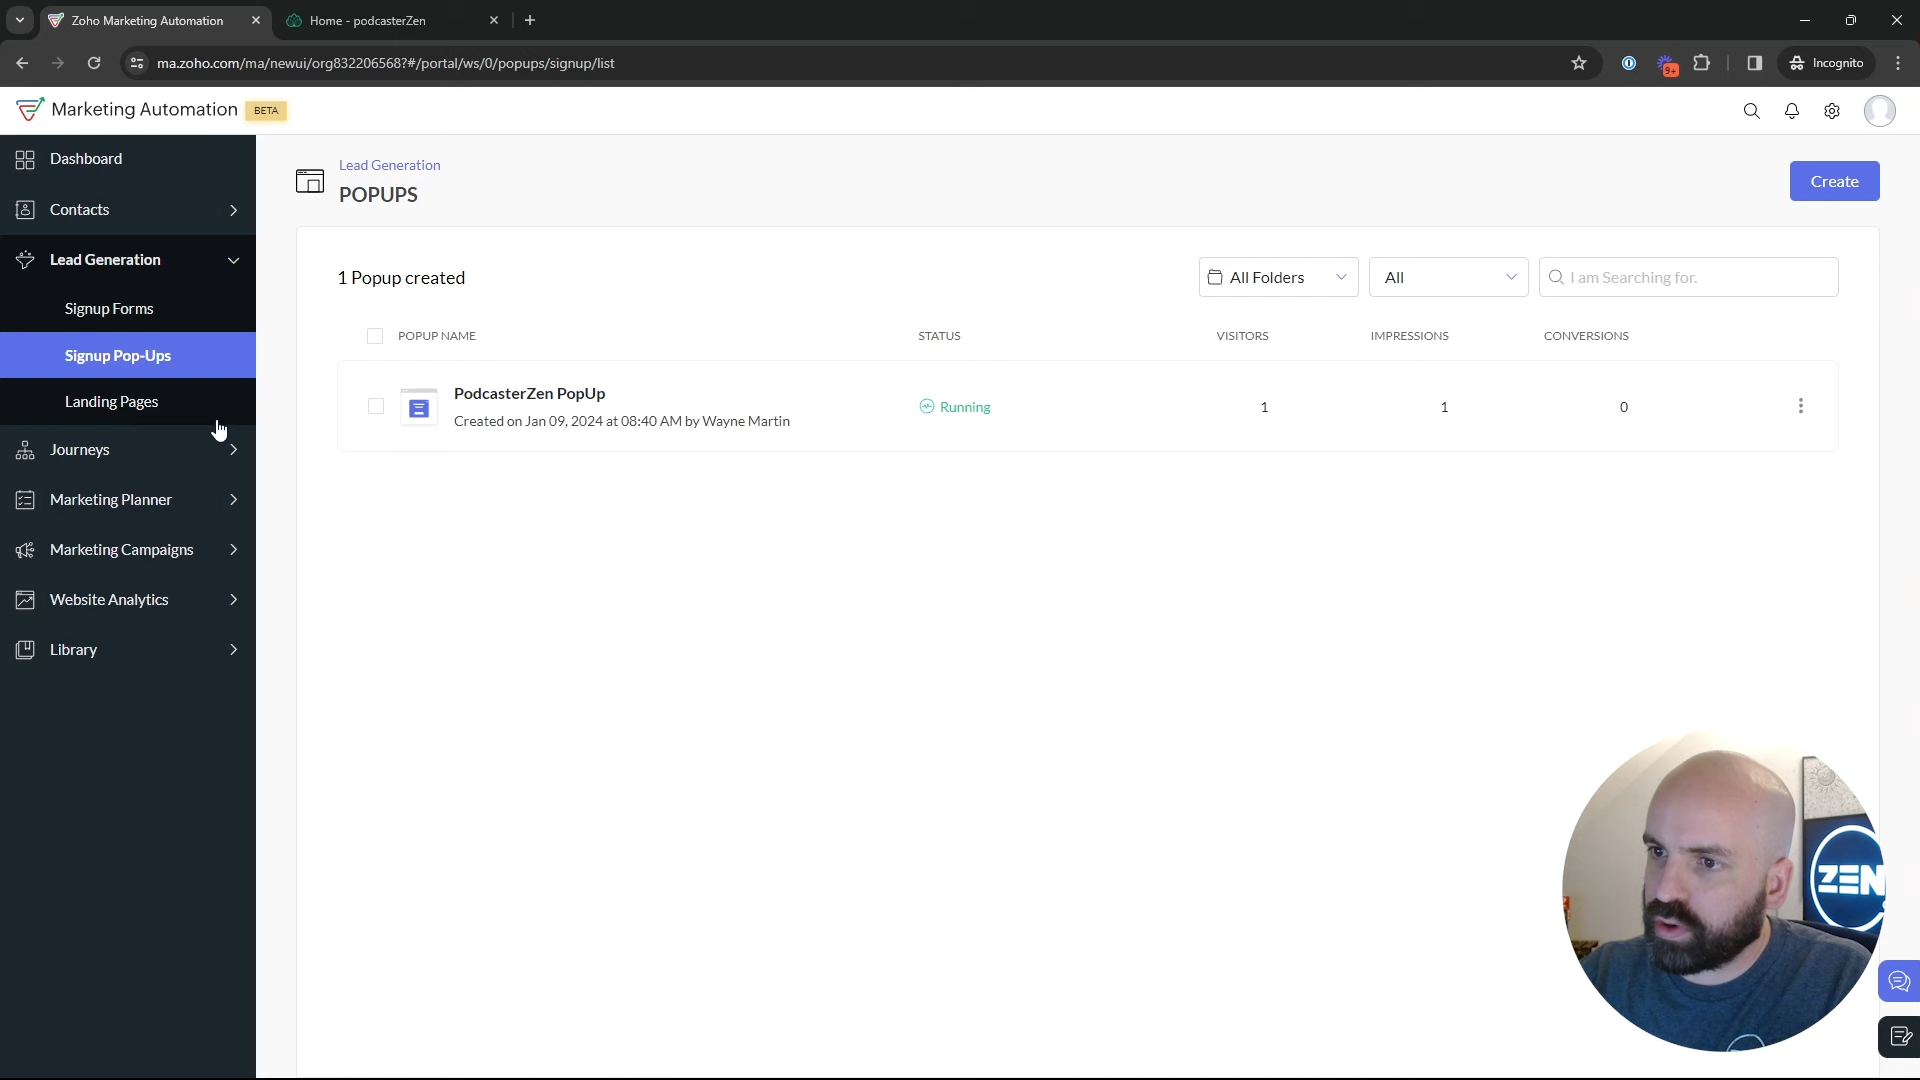 Zoho Marketing Automation
Home - podcasterZen
ma.zoho.com/ma/newui/org832206568?#/portal/ws/0/popups/signup/list
9+
Incognito
Marketing Automation BETA
Dashboard
Contacts
Lead Generation
Signup Forms
Signup Pop-Ups
Landing Pages
Journeys
Marketing Planner
Marketing Campaigns
Website Analytics
Library
Lead Generation
POPUPS
Create
1 Popup created
All Folders
All
I am Searching for.
POPUP NAME STATUS VISITORS IMPRESSIONS CONVERSIONS
PodcasterZen PopUp
Created on Jan 09, 2024 at 08:40 AM by Wayne Martin
Running 1 1 0
ZEN